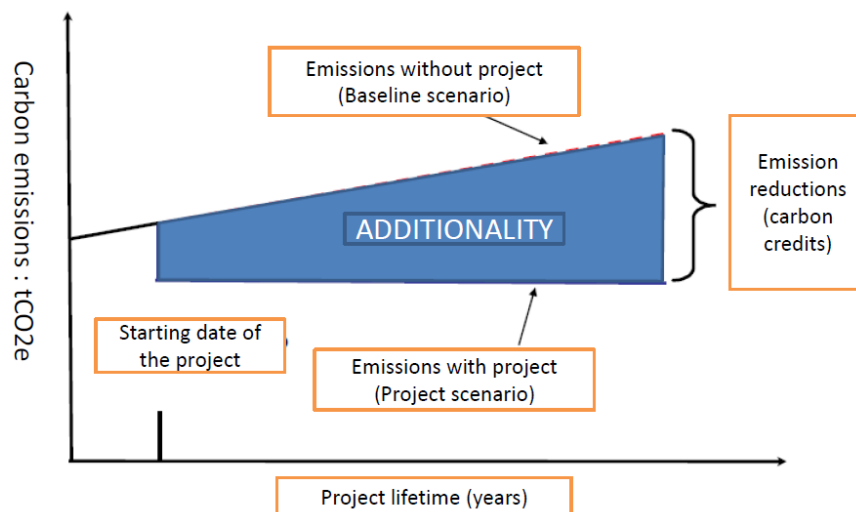 Carbon emissions : tCO2e
Emissions without project
(Baseline scenario)
Emission
reductions
(carbon
credits)
ADDITIONALITY
Starting date of
the project
Emissions with project
(Project scenario)
Project lifetime (years)